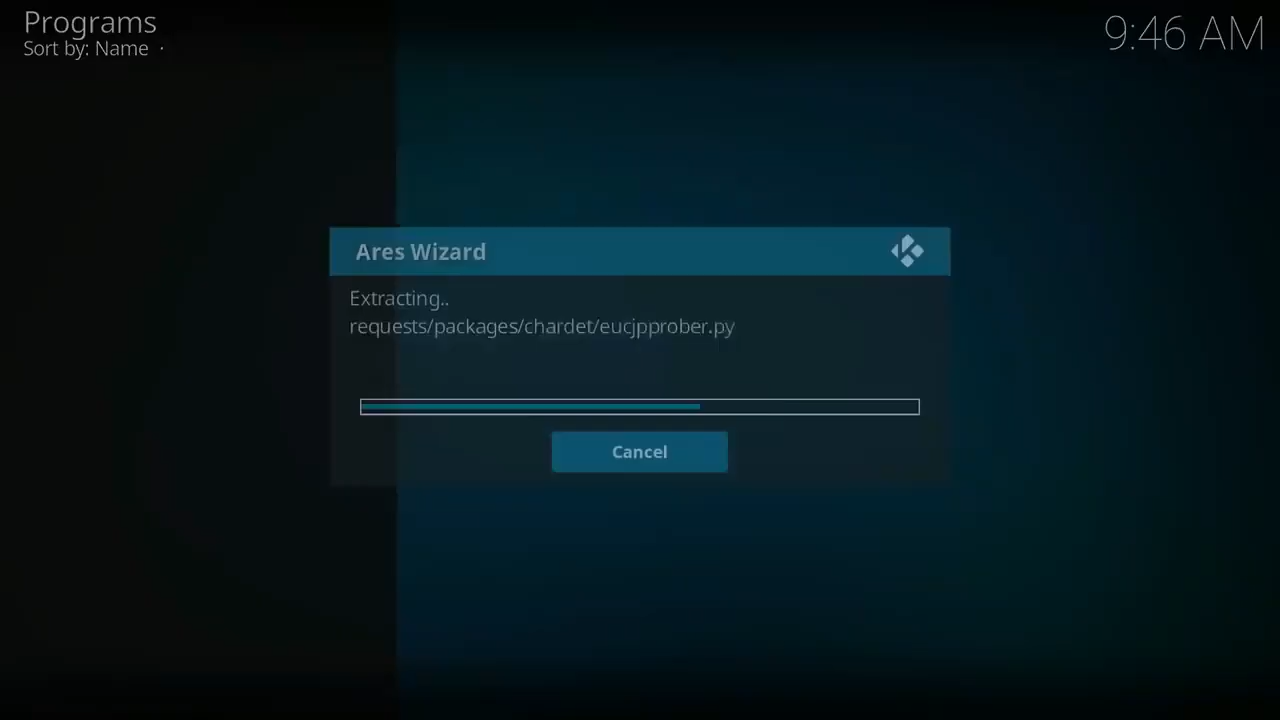 Programs
Sort by: Name ·
9:46 AM
Ares Wizard
Extracting..
requests/packages/chardet/eucjpprober.py
Cancel